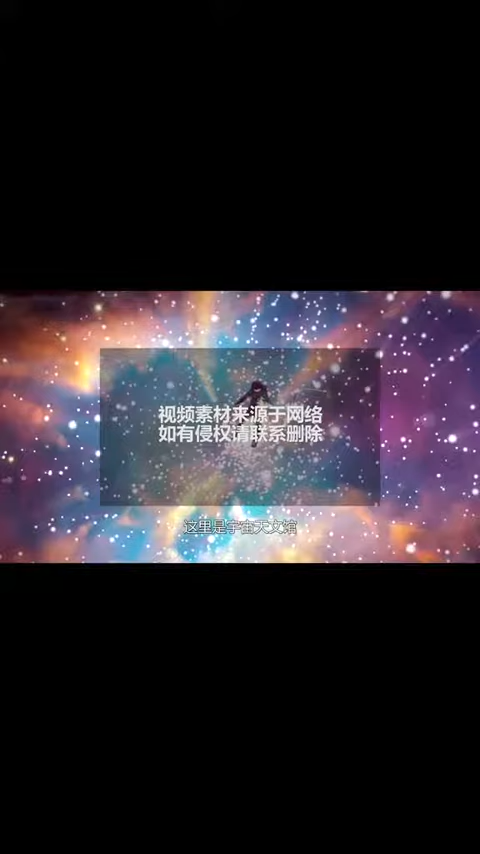 视频素材来源于网络
如有侵权请联系删除
这里是宇宙天文馆